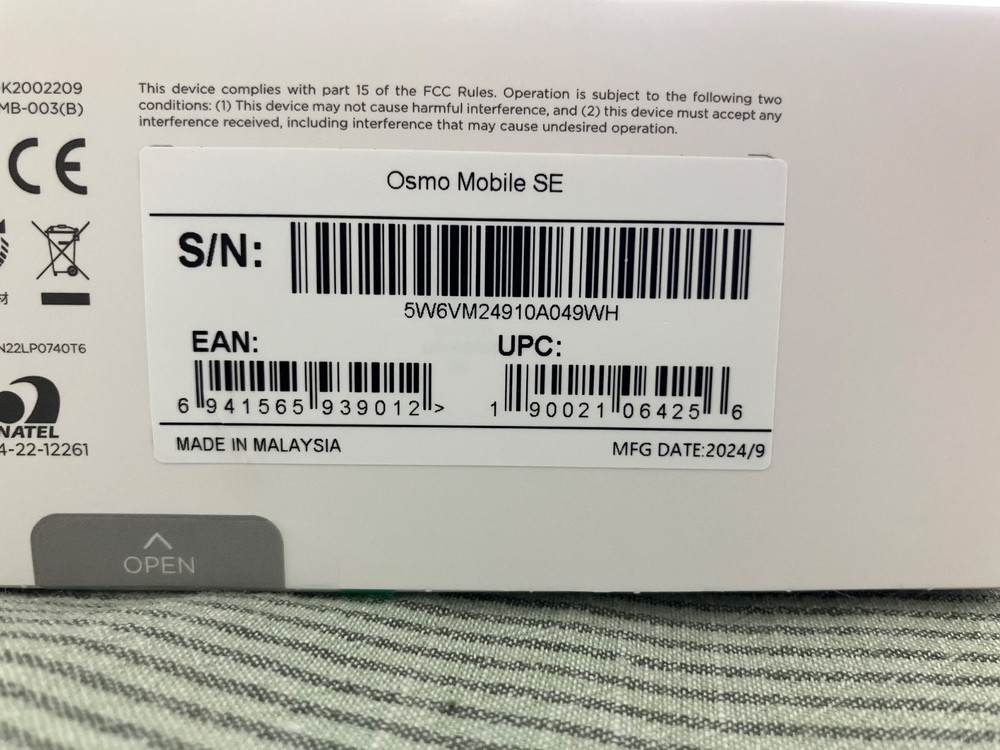 K2002209
MB-003(B)
This device complies with part 15 of the FCC Rules. Operation is subject to the following two
conditions: (1) This device may not cause harmful interference, and (2) this device must accept any
interference received, including interference that may cause undesired operation.
CE
材
N22LP0740T6
NATEL
4-22-12261
Osmo Mobile SE
S/N:
5W6VM24910A049WH
EAN:
6 941565 939012 >
UPC:
1 90021 06425 6
MADE IN MALAYSIA
MFG DATE:2024/9
OPEN